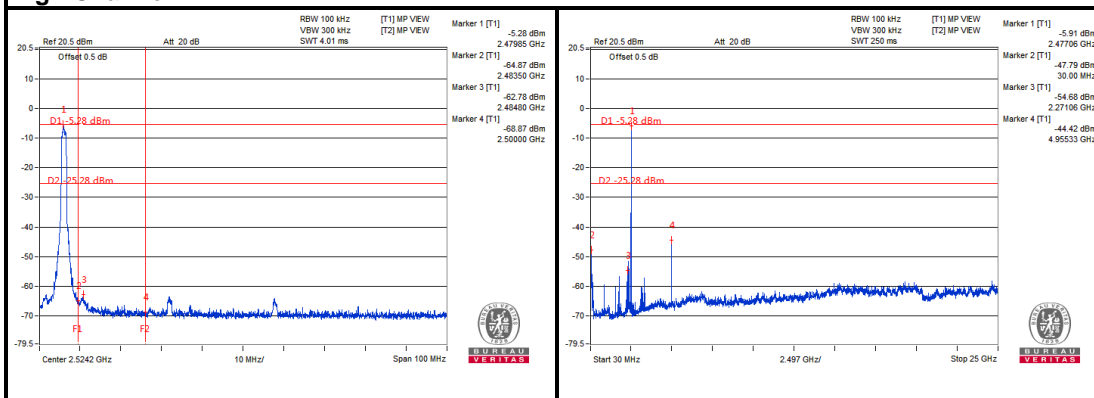 RBW 100 kHz [T1] MP VIEW
VBW 300 kHz [T2] MP VIEW
Ref 20.5 dBm Att 20 dB SWT 4.01 ms
20.5
Offset 0.5 dB
10
0
-10
-20
-30
-40
-50
-60
-70
-79.5
1
D1 -5.28 dBm
D2 -25.28 dBm
2
3
4
F1
F2
Center 2.5242 GHz 10 MHz/ Span 100 MHz
Marker 1 [T1]
-5.28 dBm
2.47985 GHz
Marker 2 [T1]
-64.87 dBm
2.48350 GHz
Marker 3 [T1]
-62.78 dBm
2.48480 GHz
Marker 4 [T1]
-68.87 dBm
2.50000 GHz
BUREAU VERITAS
1828
BUREAU
VERITAS
RBW 100 kHz [T1] MP VIEW
VBW 300 kHz [T2] MP VIEW
Ref 20.5 dBm Att 20 dB SWT 250 ms
20.5
Offset 0.5 dB
10
0
-10
-20
-30
-40
-50
-60
-70
-79.5
1
D1 -5.28 dBm
D2 -25.28 dBm
2
3
4
Start 30 MHz 2.497 GHz/ Stop 25 GHz
Marker 1 [T1]
-5.91 dBm
2.47706 GHz
Marker 2 [T1]
-47.79 dBm
30.00 MHz
Marker 3 [T1]
-54.68 dBm
2.27106 GHz
Marker 4 [T1]
-44.42 dBm
4.95533 GHz
BUREAU VERITAS
1828
BUREAU
VERITAS